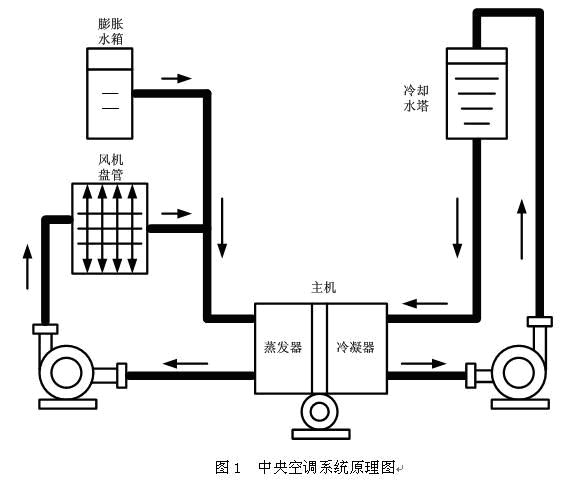 膨胀
水箱
冷却
水塔
风机
盘管
主机
蒸发器
冷凝器
图1 中央空调系统原理图